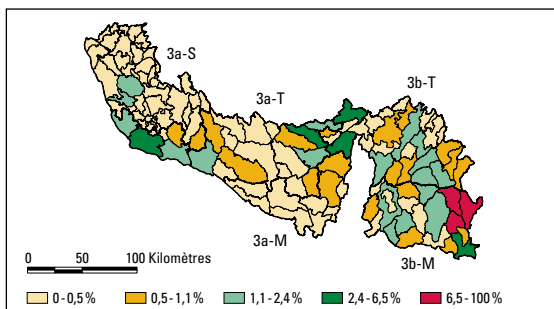 3a-S
3a-T
3b-T
3a-M
3b-M
0 50 100 Kilomètres
0 - 0,5 % 0,5 - 1,1 % 1,1 - 2,4 % 2,4 - 6,5 % 6,5 - 100 %